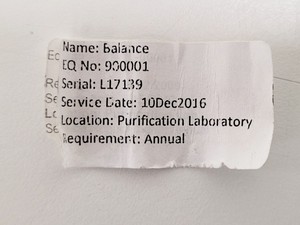 Name: Balance
EQ No: 900001
Serial: L17139
Service Date: 10Dec2016
Location: Purification Laboratory
Requirement: Annual